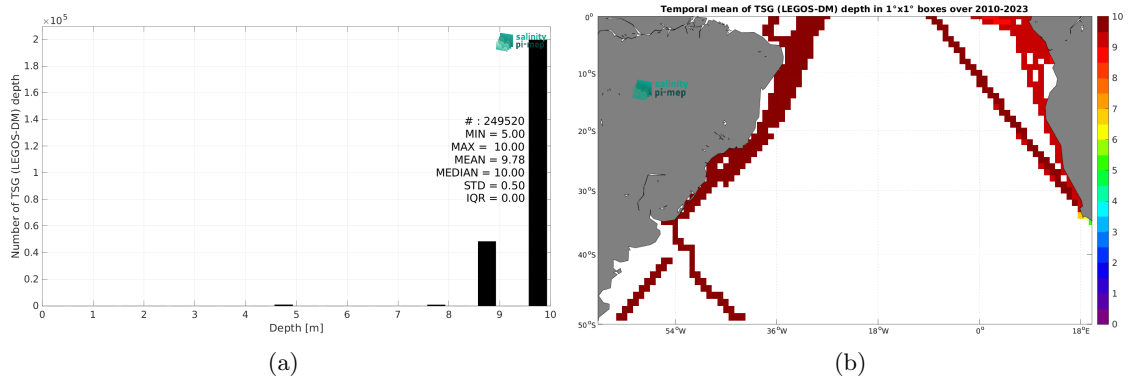 ×10⁵
2
1.8
1.6
1.4
1.2
1
0.8
0.6
0.4
0.2
0
Number of TSG (LEGOS-DM) depth
salinity
pi-mep
# : 249520
MIN = 5.00
MAX = 10.00
MEAN = 9.78
MEDIAN = 10.00
STD = 0.50
IQR = 0.00
0 1 2 3 4 5 6 7 8 9 10
Depth [m]
(a)
Temporal mean of TSG (LEGOS-DM) depth in 1°x1° boxes over 2010-2023
0°
10°S
20°S
30°S
40°S
50°S
salinity
pi-mep
54°W 36°W 18°W 0° 18°E
10
9
8
7
6
5
4
3
2
1
0
(b)